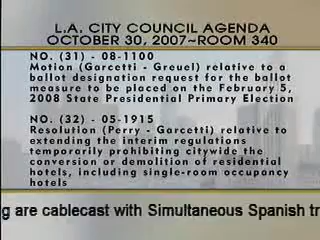 L.A. CITY COUNCIL AGENDA
OCTOBER 30, 2007~ROOM 340
NO. (31) - 08-1100
Motion (Garcetti - Greuel) relative to a
ballot designation request for the ballot
measure to be placed on the February 5,
2008 State Presidential Primary Election
NO. (32) - 05-1915
Resolution (Perry - Garcetti) relative to
extending the interim regulations
temporarily prohibiting citywide the
conversion or demolition of residential
hotels, including single-room occupancy
hotels
g are cablecast with Simultaneous Spanish tr